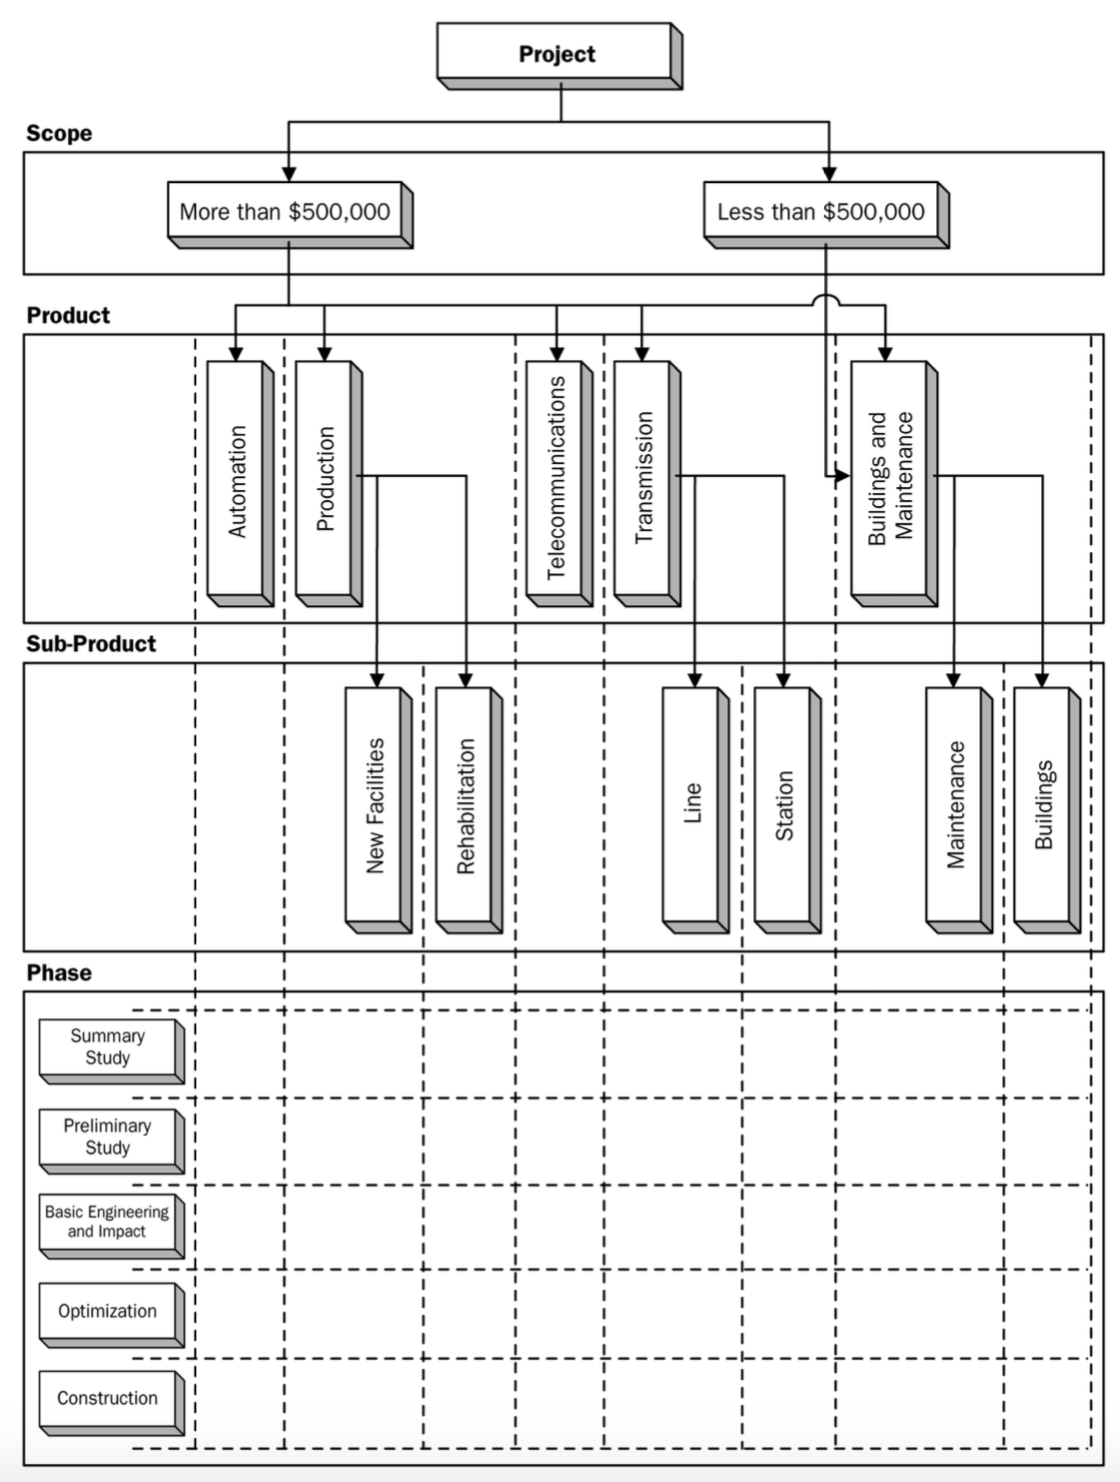 Project
Scope
More than $500,000
Less than $500,000
Product
Automation
Production
Telecommunications
Transmission
Buildings and
Maintenance
Sub-Product
New Facilities
Rehabilitation
Line
Station
Maintenance
Buildings
Phase
Summary
Study
Preliminary
Study
Basic Engineering
and Impact
Optimization
Construction